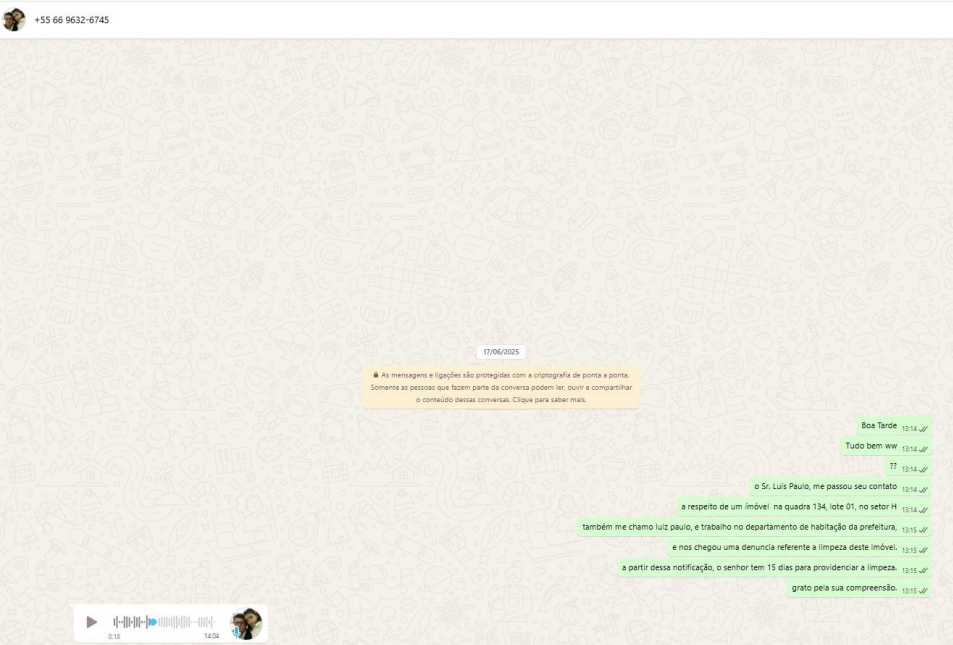 +55 66 9632-6745
17/06/2025
As mensagens e ligações são protegidas com a criptografia de ponta a ponta.
Somente as pessoas que fazem parte da conversa podem ler, ouvir e compartilhar
o conteúdo dessas conversas. Clique para saber mais.
Boa Tarde 13:14
Tudo bem ww 13:14
?? 13:14
o Sr. Luis Paulo, me passou seu contato 13:14
a respeito de um ímóvel na quadra 134, lote 01, no setor H 13:14
também me chamo luiz paulo, e trabalho no departamento de habitação da prefeitura, 13:15
e nos chegou uma denuncia referente a limpeza deste imóvel. 13:15
a partir dessa notificação, o senhor tem 15 dias para providenciar a limpeza. 13:15
grato pela sua compreensão. 13:15
0:18 14:04